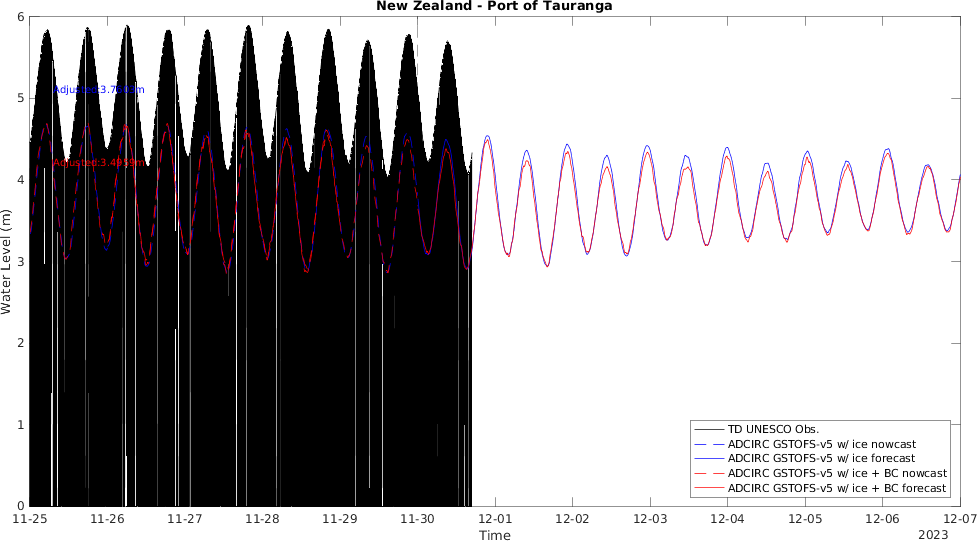 New Zealand - Port of Tauranga
6
5
4
3
2
1
0
Water Level (m)
11-25
11-26
11-27
11-28
11-29
11-30
12-01
12-02
12-03
12-04
12-05
12-06
12-07
Time
2023
TD UNESCO Obs.
ADCIRC GSTOFS-v5 w/ ice nowcast
ADCIRC GSTOFS-v5 w/ ice forecast
ADCIRC GSTOFS-v5 w/ ice + BC nowcast
ADCIRC GSTOFS-v5 w/ ice + BC forecast